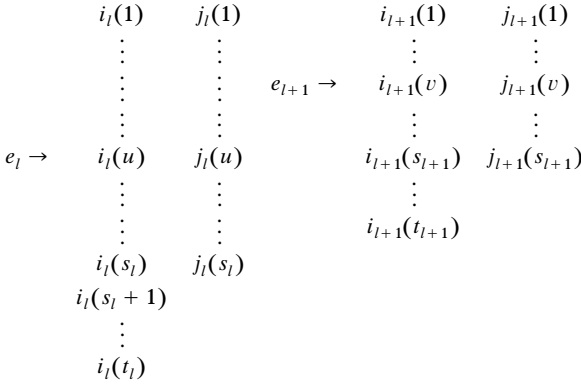 i_l(1) j_l(1) i_{l+1}(1) j_{l+1}(1)
⋮ ⋮ ⋮ ⋮
⋮ ⋮ e_{l+1} → i_{l+1}(v) j_{l+1}(v)
⋮ ⋮ ⋮ ⋮
e_l → i_l(u) j_l(u) i_{l+1}(s_{l+1}) j_{l+1}(s_{l+1})
⋮ ⋮ ⋮
⋮ ⋮ i_{l+1}(t_{l+1})
i_l(s_l) j_l(s_l)
i_l(s_l + 1)
⋮
i_l(t_l)